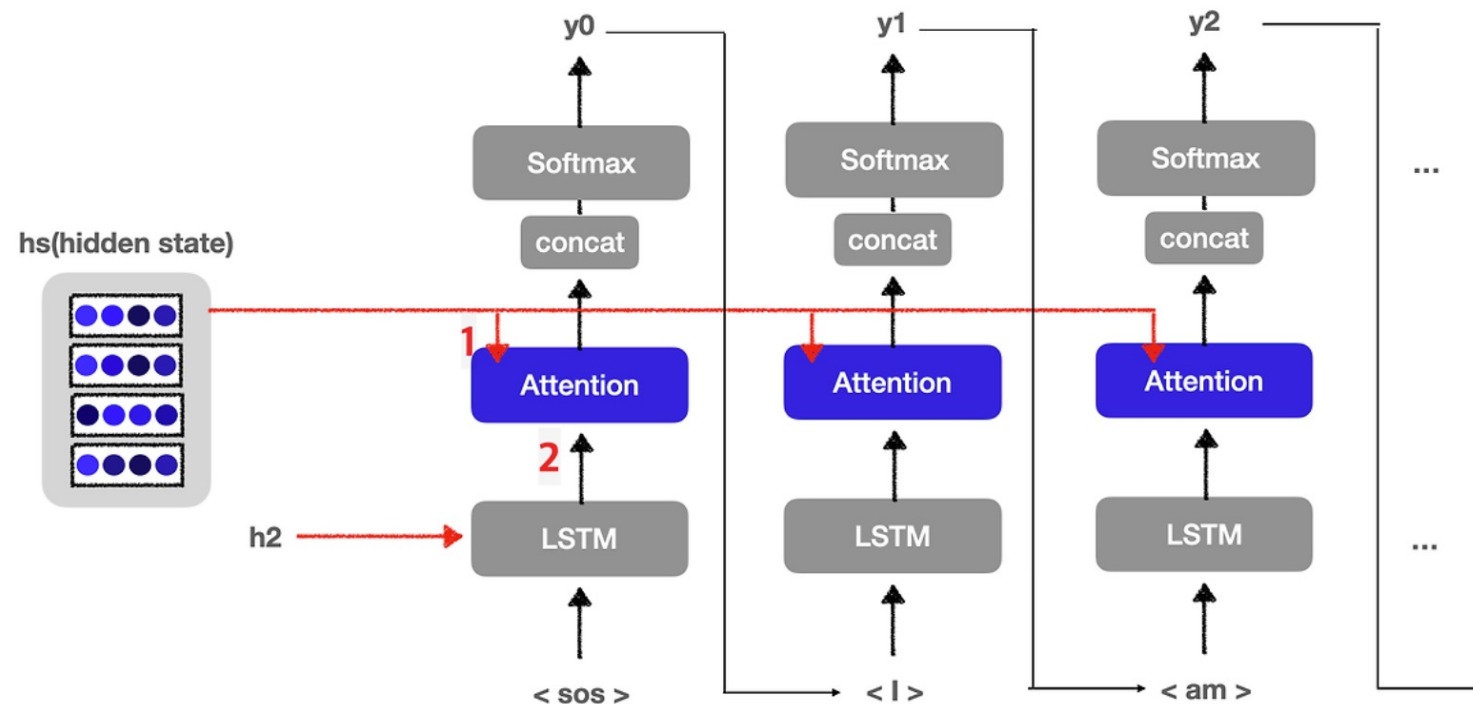 y0
y1
y2
Softmax
Softmax
Softmax
...
concat
concat
concat
hs(hidden state)
1
Attention
Attention
Attention
2
h2
LSTM
LSTM
LSTM
...
< sos >
< I >
< am >